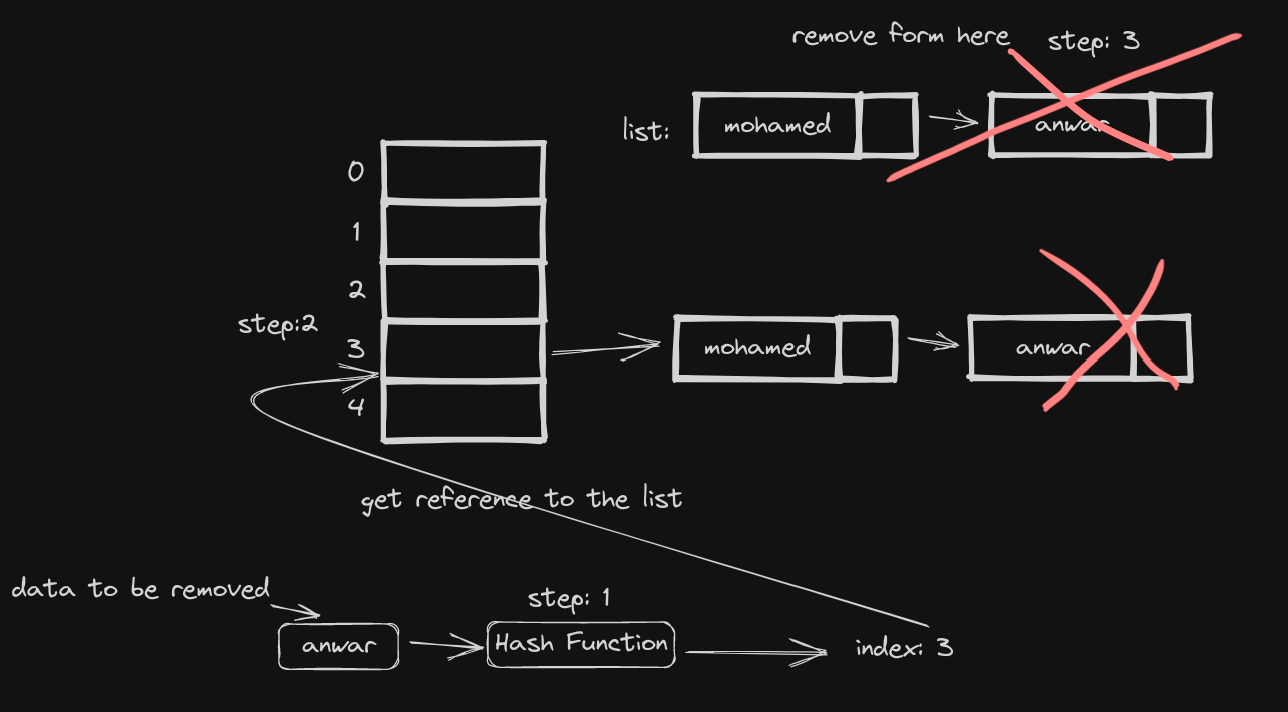 remove form here
step: 3
list:
mohamed
anwar
0
1
2
step:2
3
mohamed
anwar
4
get reference to the list
data to be removed
step: 1
anwar
Hash Function
index: 3